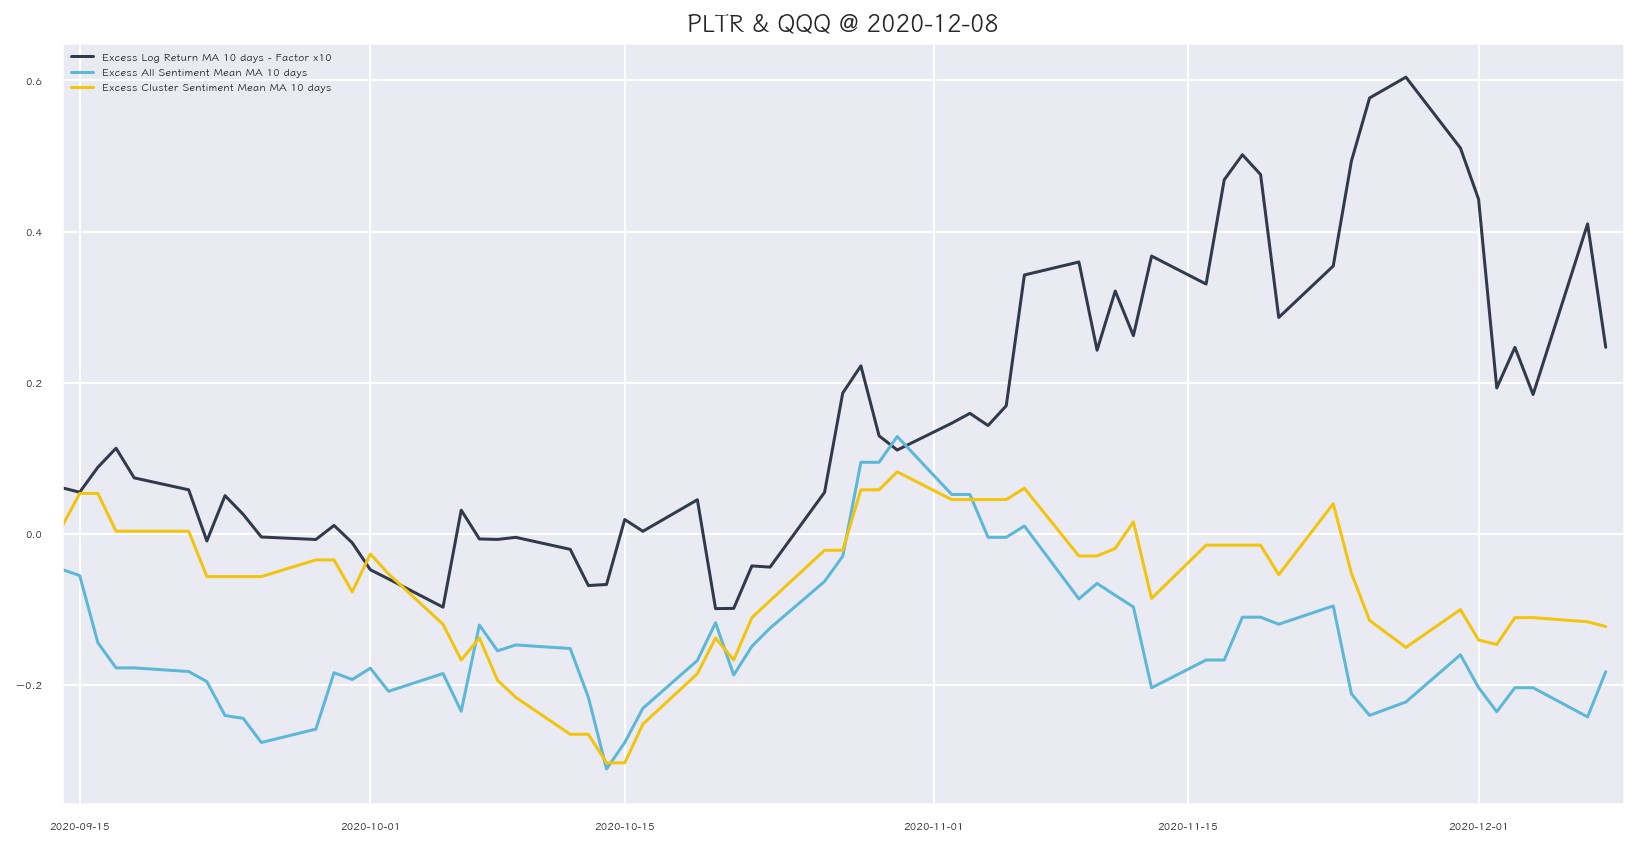 PLTR & QQQ @ 2020-12-08
Excess Log Return MA 10 days - Factor x10
Excess All Sentiment Mean MA 10 days
Excess Cluster Sentiment Mean MA 10 days
0.6
0.4
0.2
0.0
−0.2
2020-09-15 2020-10-01 2020-10-15 2020-11-01 2020-11-15 2020-12-01